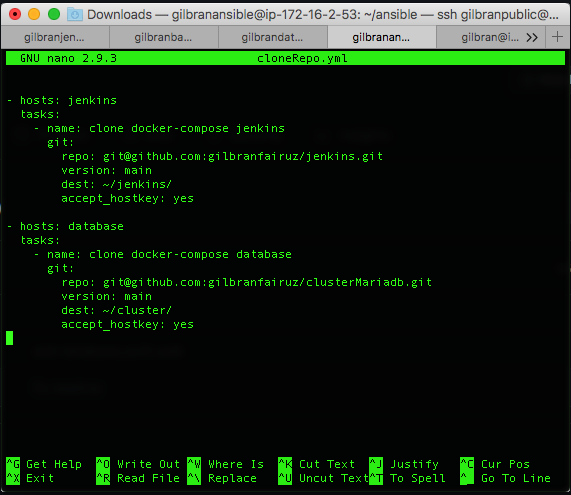 Downloads — gilbranansible@ip-172-16-2-53: ~/ansible — ssh gilbranpublic@...
gilbranjen... gilbranba... gilbrandat... gilbranan... gilbran@i... >> +
GNU nano 2.9.3 cloneRepo.yml
- hosts: jenkins
  tasks:
    - name: clone docker-compose jenkins
      git:
        repo: git@github.com:gilbranfairuz/jenkins.git
        version: main
        dest: ~/jenkins/
        accept_hostkey: yes
- hosts: database
  tasks:
    - name: clone docker-compose database
      git:
        repo: git@github.com:gilbranfairuz/clusterMariadb.git
        version: main
        dest: ~/cluster/
        accept_hostkey: yes
^G Get Help ^O Write Out ^W Where Is ^K Cut Text ^J Justify ^C Cur Pos
^X Exit ^R Read File ^\ Replace ^U Uncut Text ^T To Spell ^_ Go To Line